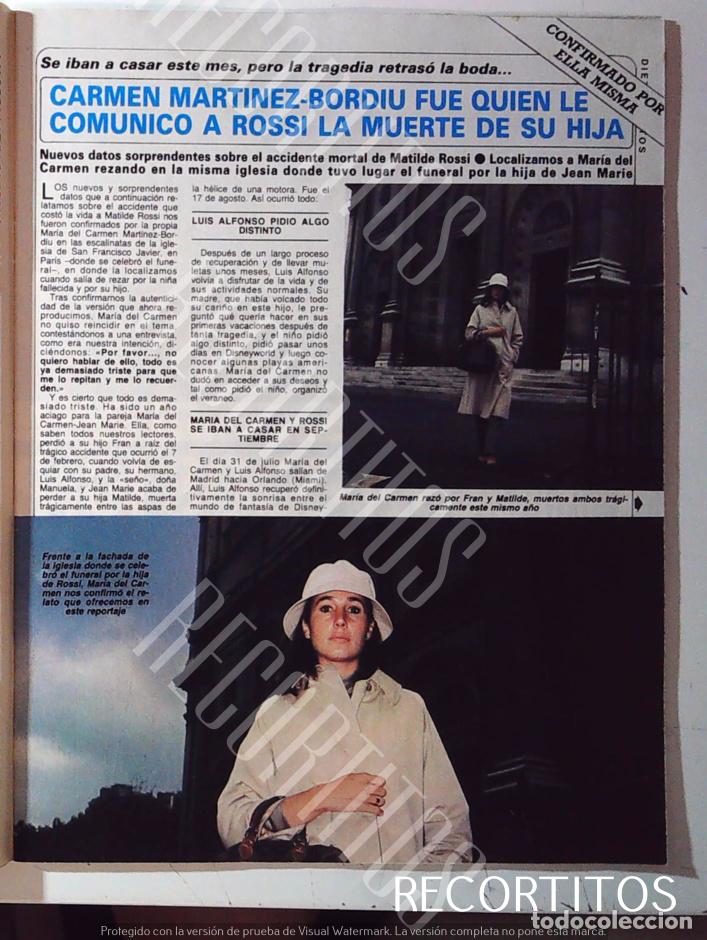 Se iban a casar este mes, pero la tragedia retrasó la boda...
CONFIRMADO POR
ELLA MISMA
CARMEN MARTINEZ-BORDIU FUE QUIEN LE
COMUNICO A ROSSI LA MUERTE DE SU HIJA
Nuevos datos sorprendentes sobre el accidente mortal de Matilde Rossi ● Localizamos a María del
Carmen rezando en la misma iglesia donde tuvo lugar el funeral por la hija de Jean Marie
LOS nuevos y sorprendentes
datos que a continuación re-
latamos sobre el accidente que
costó la vida a Matilde Rossi nos
fueron confirmados por la propia
María del Carmen Martínez-Bor-
diu en las escalinatas de la igle-
sia de San Francisco Javier, en
París –donde se celebró el fune-
ral–, en donde la localizamos
cuando salía de rezar por la niña
fallecida y por su hijo.
Tras confirmarnos la autentici-
dad de la versión que ahora re-
producimos, María del Carmen
no quiso reincidir en el tema,
contestándonos a una entrevista,
como era nuestra intención, di-
ciéndonos: «Por favor..., no
quiero hablar de ello, todo es
ya demasiado triste para que
me lo repitan y me lo recuer-
den.»
Y es cierto que todo es dema-
siado triste. Ha sido un año
aciago para la pareja María del
Carmen-Jean Marie. Ella, como
saben todos nuestros lectores,
perdió a su hijo Fran a raíz del
trágico accidente que ocurrió el 7
de febrero, cuando volvía de es-
quiar con su padre, su hermano,
Luis Alfonso, y la «seño», doña
Manuela, y Jean Marie acaba de
perder a su hija Matilde, muerta
trágicamente entre las aspas de
la hélice de una motora. Fue el
17 de agosto. Así ocurrió todo:
LUIS ALFONSO PIDIO ALGO
DISTINTO
Después de un largo proceso
de recuperación y de llevar mu-
letas unos meses, Luis Alfonso
volvía a disfrutar de la vida y de
sus actividades normales. Su
madre, que había volcado todo
su cariño en este hijo, le pre-
guntó qué quería hacer en sus
primeras vacaciones después de
tanta tragedia, y el niño pidió
algo distinto, pidió pasar unos
días en Disneyworld y luego co-
nocer algunas playas ameri-
canas. María del Carmen no
dudó en acceder a sus deseos y
tal como pidió el niño, organizó
el veraneo.
MARIA DEL CARMEN Y ROSSI
SE IBAN A CASAR EN SEP-
TIEMBRE
El día 31 de julio María del
Carmen y Luis Alfonso salían de
Madrid hacia Orlando (Miami).
Allí, Luis Alfonso recuperó defini-
tivamente la sonrisa entre el
mundo de fantasía de Disney-
María del Carmen rezó por Fran y Matilde, muertos ambos trági-
camente este mismo año
Frente a la fachada de
la iglesia donde se cele-
bró el funeral por la hija
de Rossi, María del Car-
men nos confirmó el re-
lato que ofrecemos en
este reportaje
RECORTITOS
todocoleccion
Protegido con la versión de prueba de Visual Watermark. La versión completa no pone esta marca.